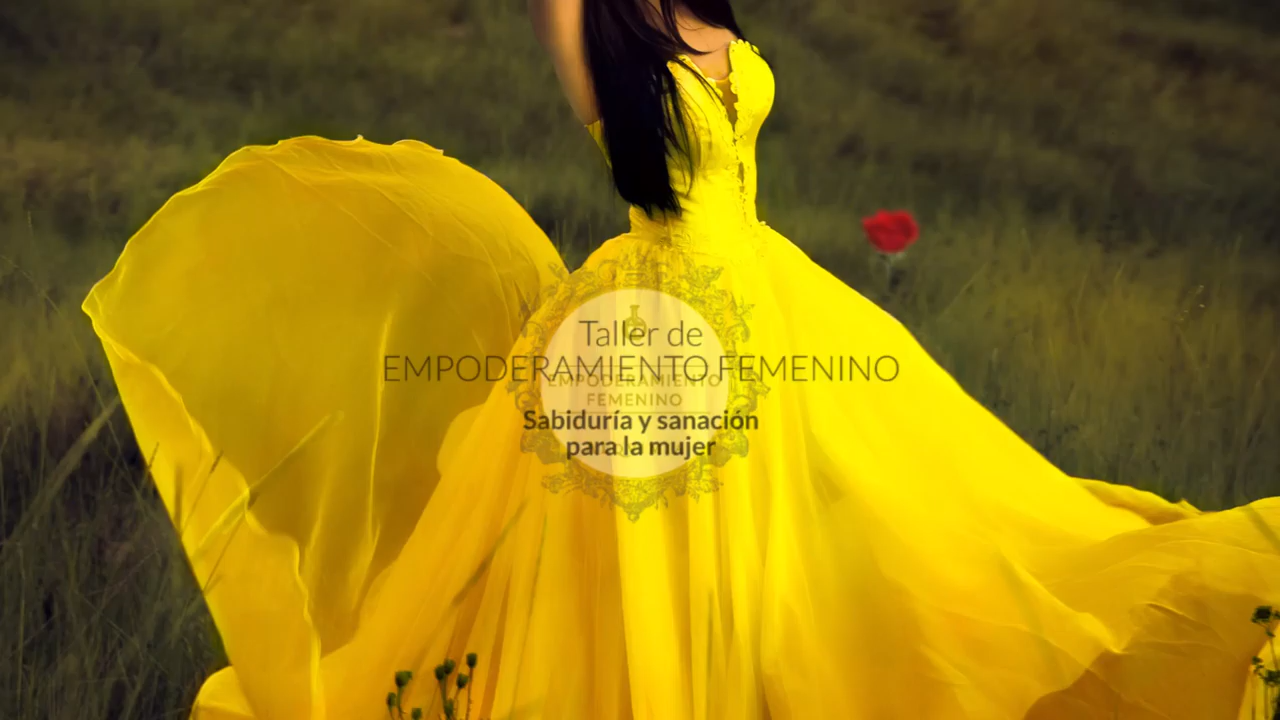 Taller de
EMPODERAMIENTO FEMENINO
EMPODERAMIENTO
FEMENINO
Sabiduría y sanación
para la mujer